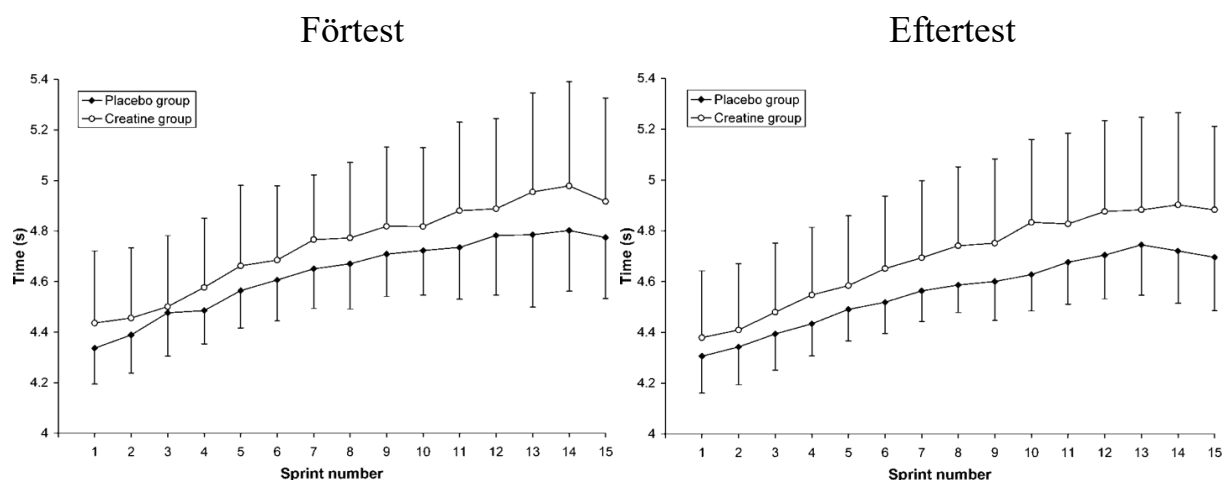 Förtest
Eftertest
5.4
5.2
5
4.8
4.6
4.4
4.2
4
Time (s)
Placebo group
Creatine group
1 2 3 4 5 6 7 8 9 10 11 12 13 14 15
Sprint number
5.4
5.2
5
4.8
4.6
4.4
4.2
4
Time (s)
Placebo group
Creatine group
1 2 3 4 5 6 7 8 9 10 11 12 13 14 15
Sprint number